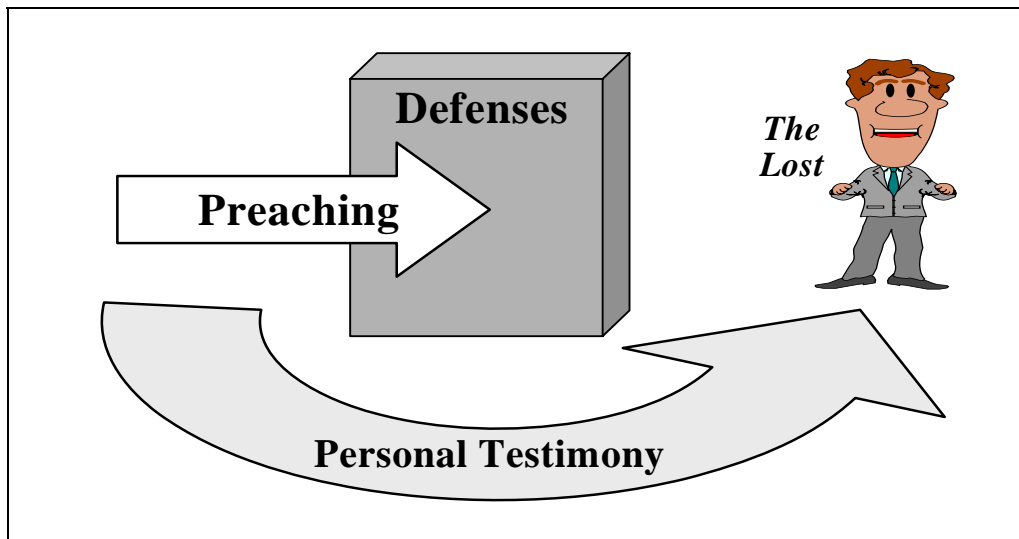 Defenses
The
Lost
Preaching
Personal Testimony